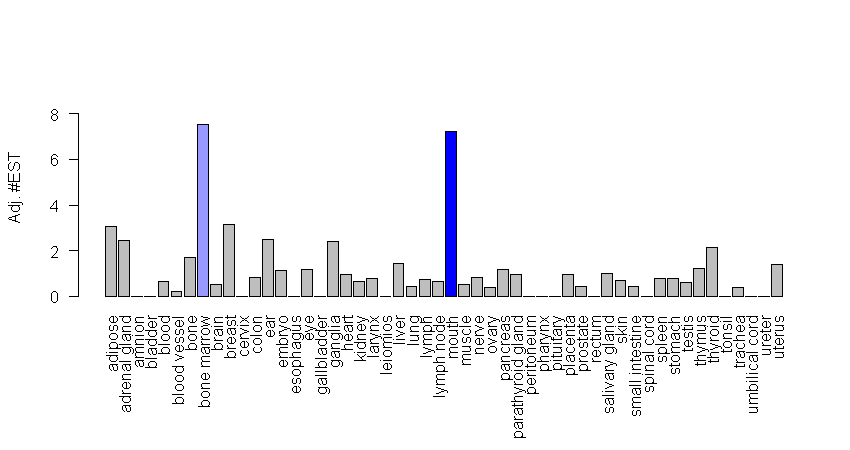 Adj. #EST
8
6
4
2
0
adipose
adrenal gland
amnion
bladder
blood
blood vessel
bone
bone marrow
brain
breast
cervix
colon
ear
embryo
esophagus
eye
gallbladder
ganglia
heart
kidney
larynx
leiomios
liver
lung
lymph
lymph node
mouth
muscle
nerve
ovary
pancreas
parathyroid gland
peritoneum
pharynx
pituitary
placenta
prostate
rectum
salivary gland
skin
small intestine
spinal cord
spleen
stomach
testis
thymus
thyroid
tonsil
trachea
umbilical cord
ureter
uterus